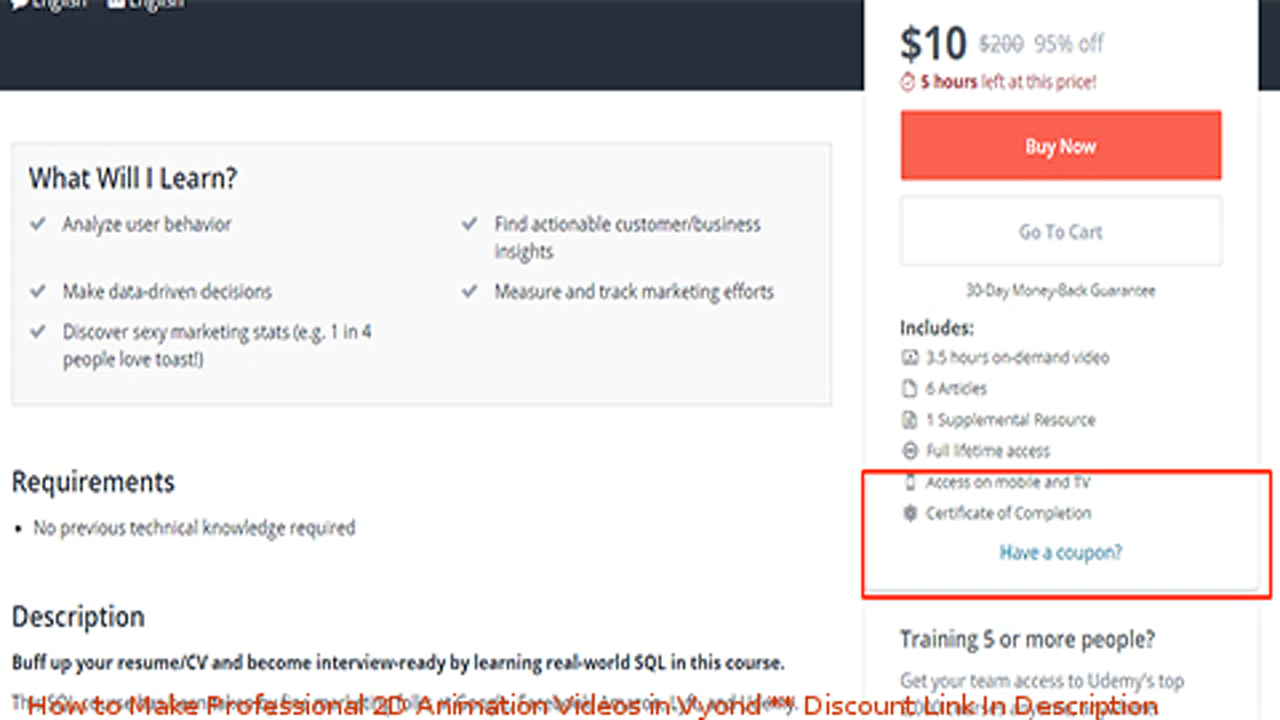 English English
What Will I Learn?
Analyze user behavior
Find actionable customer/business
insights
Make data-driven decisions
Measure and track marketing efforts
Discover sexy marketing stats (e.g. 1 in 4
people love toast!)
Requirements
• No previous technical knowledge required
Description
Buff up your resume/CV and become interview-ready by learning real-world SQL in this course.
$10 $200 95% off
5 hours left at this price!
Buy Now
Go To Cart
30-Day Money-Back Guarantee
Includes:
3.5 hours on-demand video
6 Articles
1 Supplemental Resource
Full lifetime access
Access on mobile and TV
Certificate of Completion
Have a coupon?
Training 5 or more people?
Get your team access to Udemy's top
How to Make Professional 2D Animation Videos in Vyond Discount Link In Description